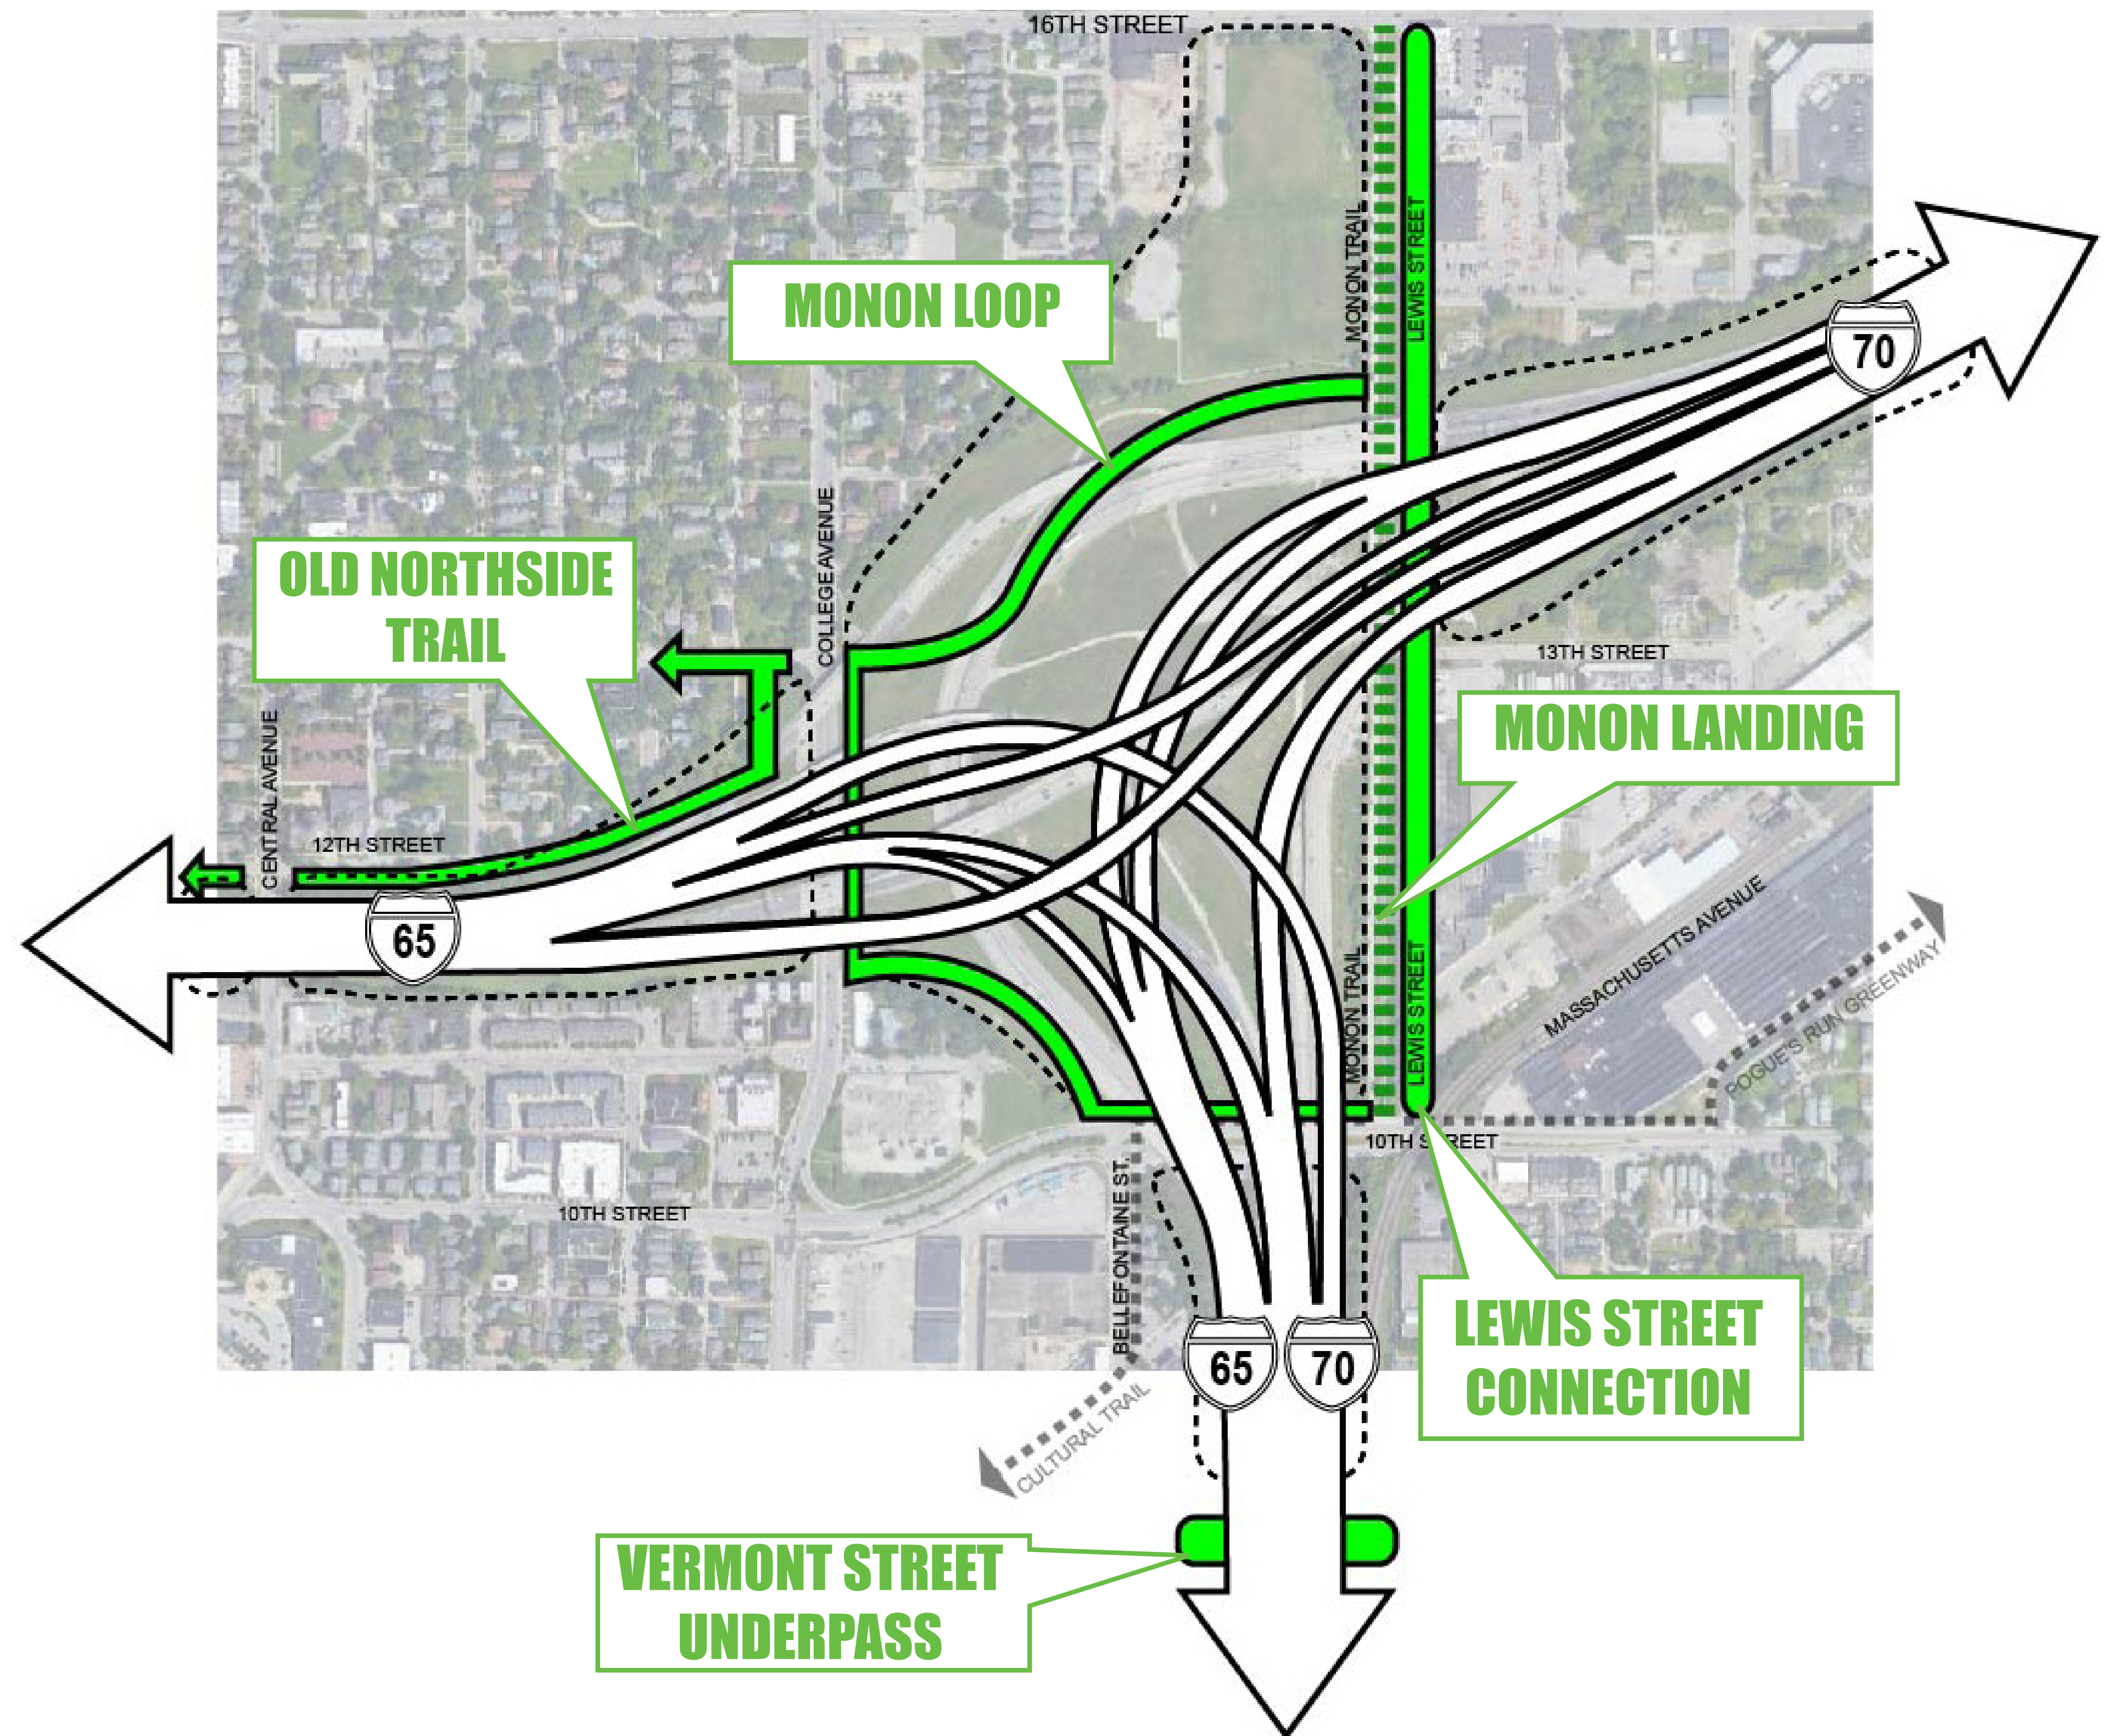 16TH STREET
MONON TRAIL
LEWIS STREET
MONON LOOP
70
COLLEGE AVENUE
OLD NORTHSIDE
TRAIL
13TH STREET
MONON LANDING
CENTRAL AVENUE
12TH STREET
65
MASSACHUSETTS AVENUE
POGUE'S RUN GREENWAY
MONON TRAIL
LEWIS STREET
10TH STREET
BELLEFONTAINE ST.
10TH STREET
LEWIS STREET
CONNECTION
65
70
CULTURAL TRAIL
VERMONT STREET
UNDERPASS